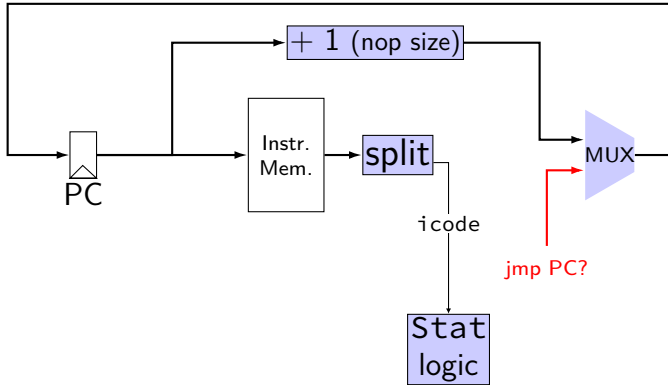 + 1 (nop size)
Instr.
Mem.
split
MUX
PC
icode
jmp PC?
Stat
logic